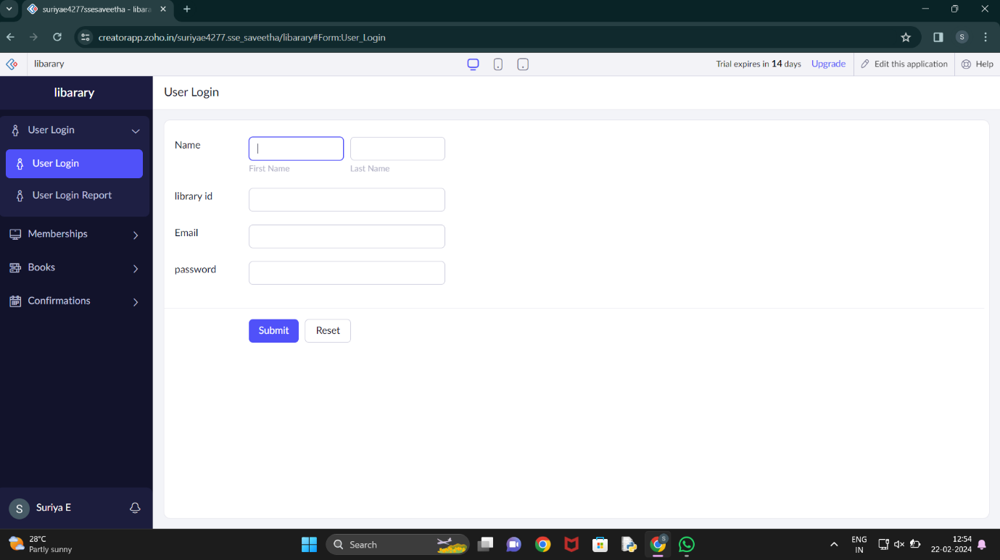 suriyae4277ssesaveetha - libara
creatorapp.zoho.in/suriyae4277.sse_saveetha/libarary#Form:User_Login
S
libarary
Trial expires in 14 days
Upgrade
Edit this application
Help
libarary
User Login
User Login
User Login Report
Memberships
Books
Confirmations
S
Suriya E
User Login
Name
First Name
Last Name
library id
Email
password
Submit
Reset
28°C
Partly sunny
Search
S
ENG
IN
12:54
22-02-2024